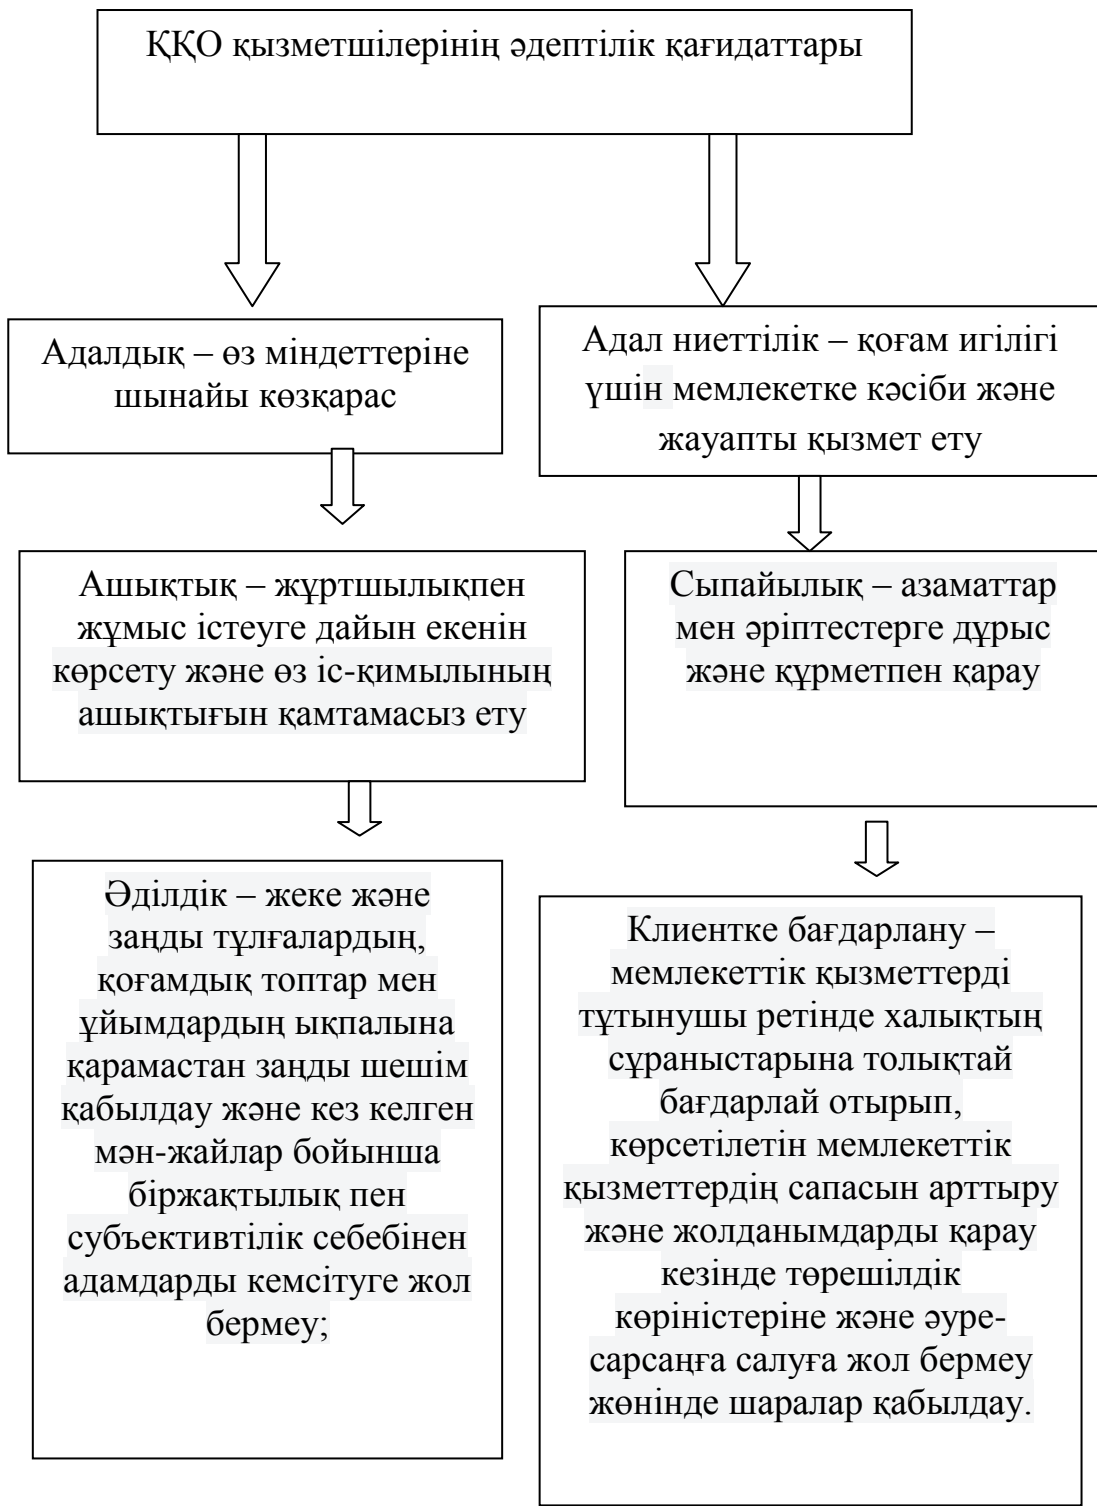 ҚҚО қызметшілерінің әдептілік қағидаттары
Адалдық – өз міндеттеріне
шынайы көзқарас
Адал ниеттілік – қоғам игілігі
үшін мемлекетке кәсіби және
жауапты қызмет ету
Ашықтық – жұртшылықпен
жұмыс істеуге дайын екенін
көрсету және өз іс-қимылының
ашықтығын қамтамасыз ету
Сыпайылық – азаматтар
мен әріптестерге дұрыс
және құрметпен қарау
Әділдік – жеке және
заңды тұлғалардың,
қоғамдық топтар мен
ұйымдардың ықпалына
қарамастан заңды шешім
қабылдау және кез келген
мән-жайлар бойынша
біржақтылық пен
субъективтілік себебінен
адамдарды кемсітуге жол
бермеу;
Клиентке бағдарлану –
мемлекеттік қызметтерді
тұтынушы ретінде халықтың
сұраныстарына толықтай
бағдарлай отырып,
көрсетілетін мемлекеттік
қызметтердің сапасын арттыру
және жолданымдарды қарау
кезінде төрешілдік
көріністеріне және әуре-
сарсаңға салуға жол бермеу
жөнінде шаралар қабылдау.